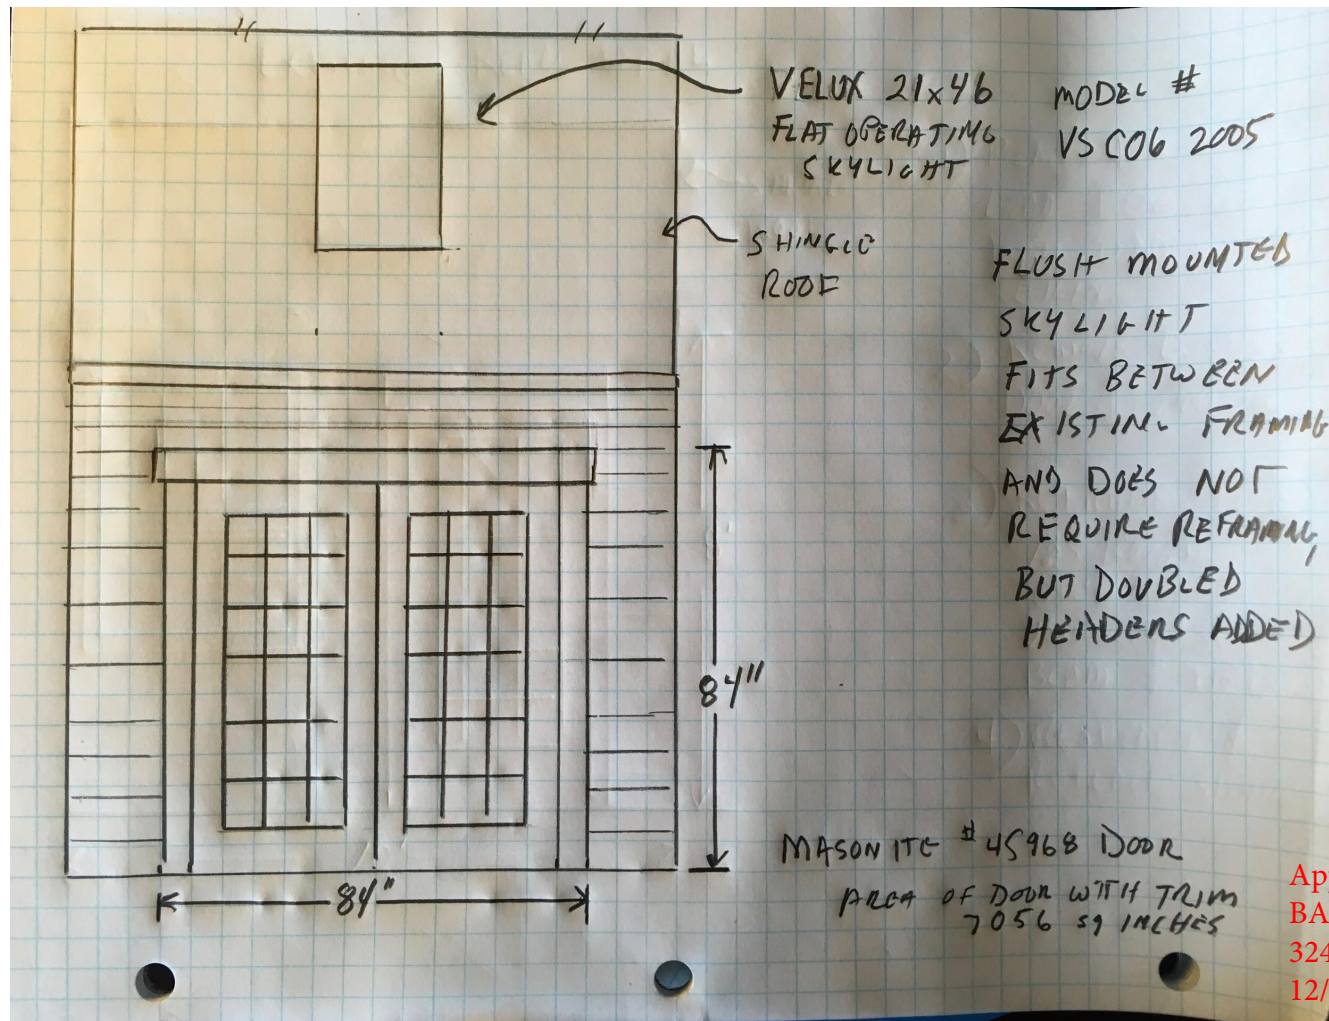 VELUX 21x46
FLAT OPERATING
SKYLIGHT
MODEL #
VSC06 2005
SHINGLE
ROOF
FLUSH MOUNTED
SKYLIGHT
FITS BETWEEN
EXISTING FRAMING
AND DOES NOT
REQUIRE REFRAMING,
BUT DOUBLED
HEADERS ADDED
84"
84"
MASONITE #45968 DOOR
AREA OF DOOR WITH TRIM
7056 SQ INCHES
Ap
BA
324
12/